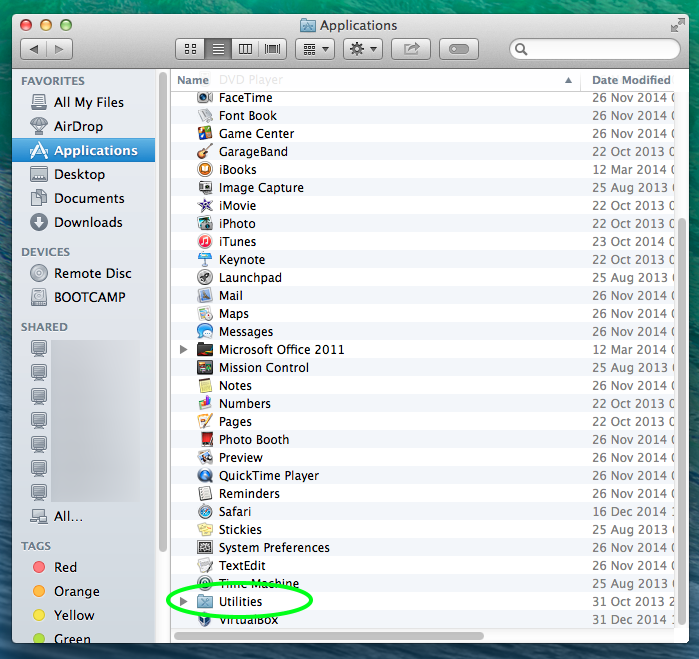 Applications
FAVORITES
All My Files
AirDrop
Applications
Desktop
Documents
Downloads
DEVICES
Remote Disc
BOOTCAMP
SHARED
All...
TAGS
Red
Orange
Yellow
Green
Name DVD Player Date Modified
FaceTime 26 Nov 2014
Font Book 26 Nov 2014
Game Center 26 Nov 2014
GarageBand 22 Oct 2013
iBooks 12 Mar 2014
Image Capture 25 Aug 2013
iMovie 22 Oct 2013
iPhoto 22 Oct 2013
iTunes 23 Oct 2014
Keynote 22 Oct 2013
Launchpad 25 Aug 2013
Mail 26 Nov 2014
Maps 26 Nov 2014
Messages 26 Nov 2014
Microsoft Office 2011 12 Mar 2014
Mission Control 25 Aug 2013
Notes 26 Nov 2014
Numbers 22 Oct 2013
Pages 22 Oct 2013
Photo Booth 26 Nov 2014
Preview 26 Nov 2014
QuickTime Player 26 Nov 2014
Reminders 26 Nov 2014
Safari 16 Dec 2014
Stickies 25 Aug 2013
System Preferences 26 Nov 2014
TextEdit 26 Nov 2014
Time Machine 25 Aug 2013
Utilities 31 Oct 2013
VirtualBox 26 Nov 2014